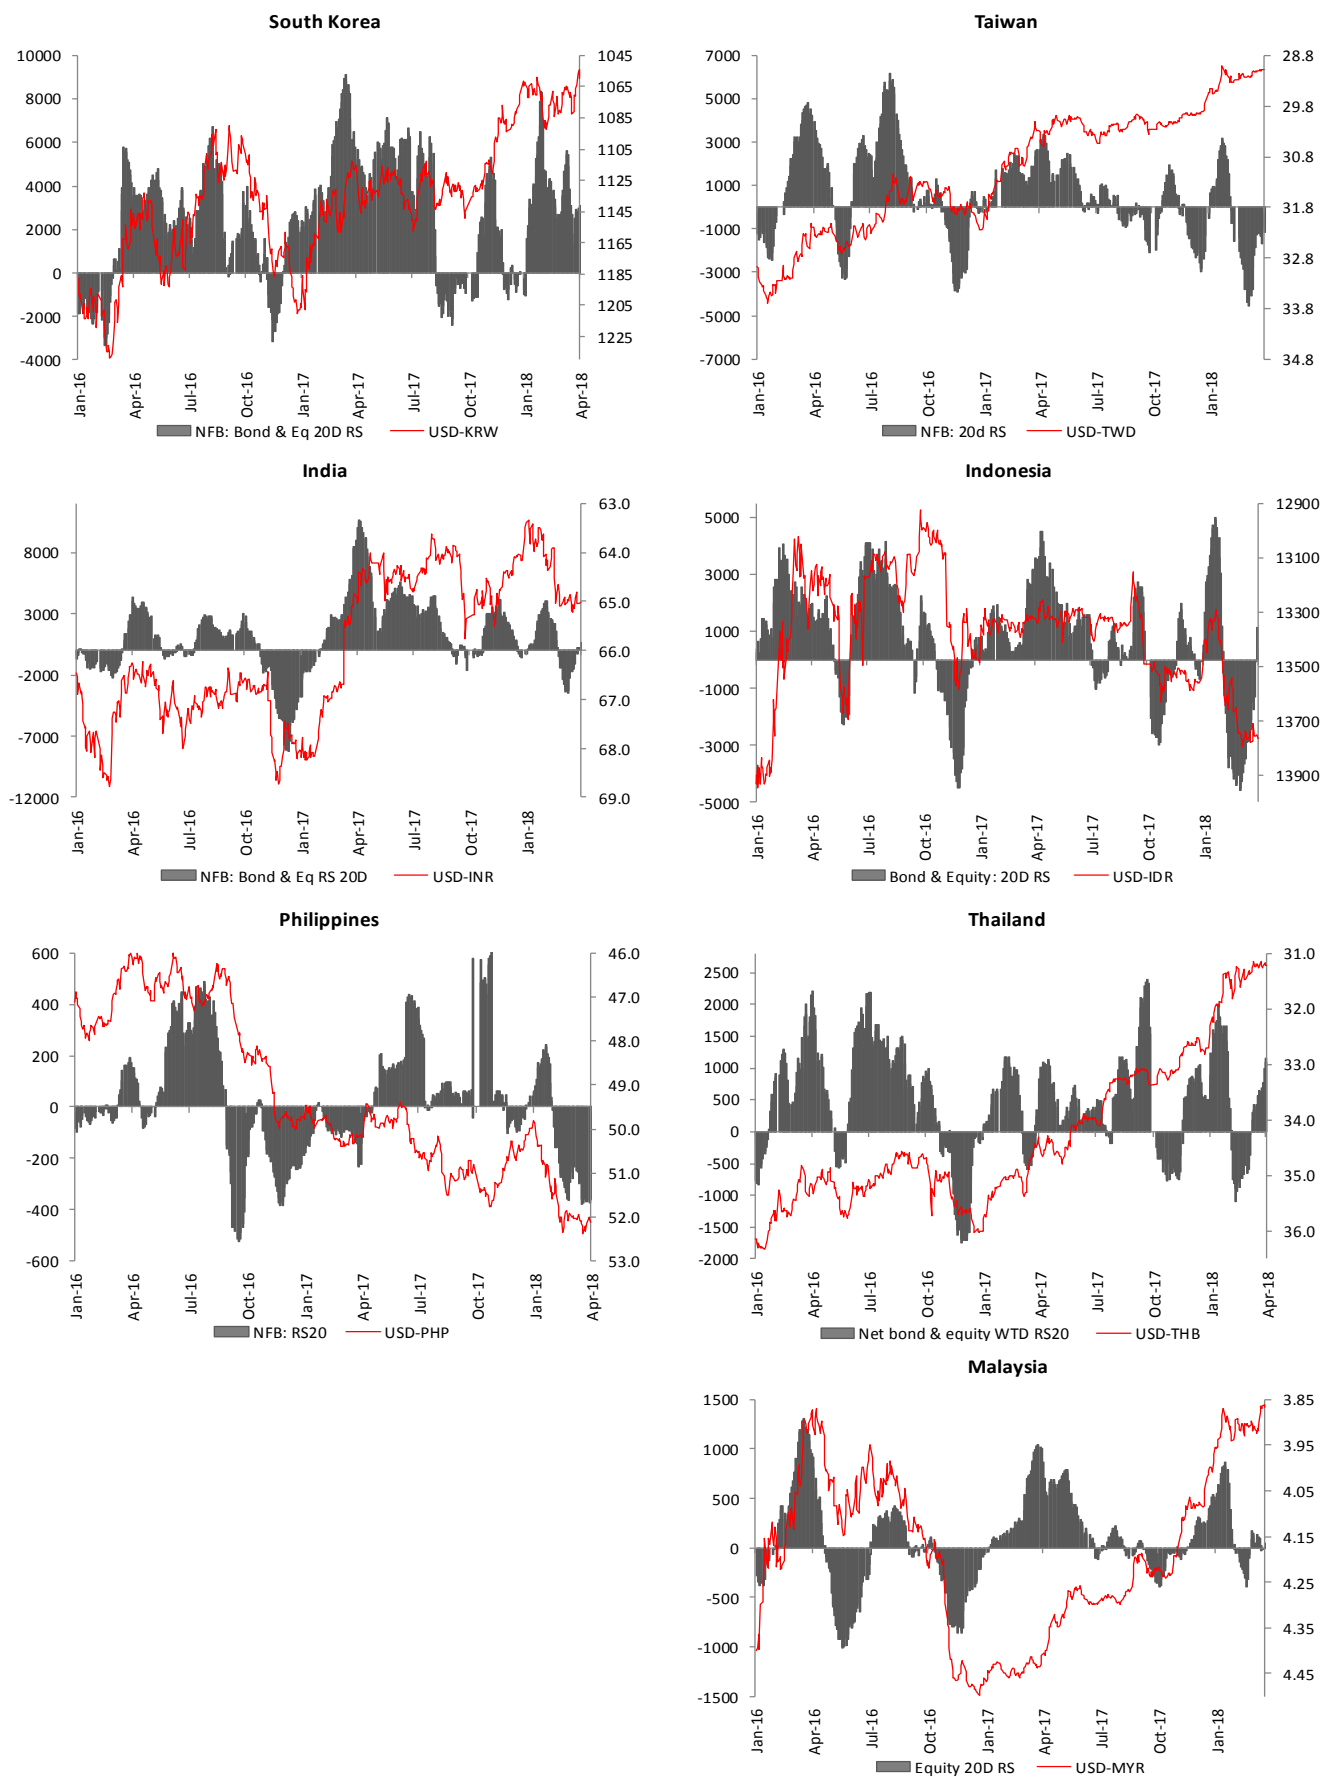 South Korea
10000
8000
6000
4000
2000
0
-2000
-4000
1045
1065
1085
1105
1125
1145
1165
1185
1205
1225
Jan-16
Apr-16
Jul-16
Oct-16
Jan-17
Apr-17
Jul-17
Oct-17
Jan-18
Apr-18
NFB: Bond & Eq 20D RS USD-KRW
Taiwan
7000
5000
3000
1000
-1000
-3000
-5000
-7000
28.8
29.8
30.8
31.8
32.8
33.8
34.8
Jan-16
Apr-16
Jul-16
Oct-16
Jan-17
Apr-17
Jul-17
Oct-17
Jan-18
NFB: 20d RS USD-TWD
India
8000
3000
-2000
-7000
-12000
63.0
64.0
65.0
66.0
67.0
68.0
69.0
Jan-16
Apr-16
Jul-16
Oct-16
Jan-17
Apr-17
Jul-17
Oct-17
Jan-18
NFB: Bond & Eq RS 20D USD-INR
Indonesia
5000
3000
1000
-1000
-3000
-5000
12900
13100
13300
13500
13700
13900
Jan-16
Apr-16
Jul-16
Oct-16
Jan-17
Apr-17
Jul-17
Oct-17
Jan-18
Bond & Equity: 20D RS USD-IDR
Philippines
600
400
200
0
-200
-400
-600
46.0
47.0
48.0
49.0
50.0
51.0
52.0
53.0
Jan-16
Apr-16
Jul-16
Oct-16
Jan-17
Apr-17
Jul-17
Oct-17
Jan-18
Apr-18
NFB: RS20 USD-PHP
Thailand
2500
2000
1500
1000
500
0
-500
-1000
-1500
-2000
31.0
32.0
33.0
34.0
35.0
36.0
Jan-16
Apr-16
Jul-16
Oct-16
Jan-17
Apr-17
Jul-17
Oct-17
Jan-18
Apr-18
Net bond & equity WTD RS20 USD-THB
Malaysia
1500
1000
500
0
-500
-1000
-1500
3.85
3.95
4.05
4.15
4.25
4.35
4.45
Jan-16
Apr-16
Jul-16
Oct-16
Jan-17
Apr-17
Jul-17
Oct-17
Jan-18
Equity 20D RS USD-MYR